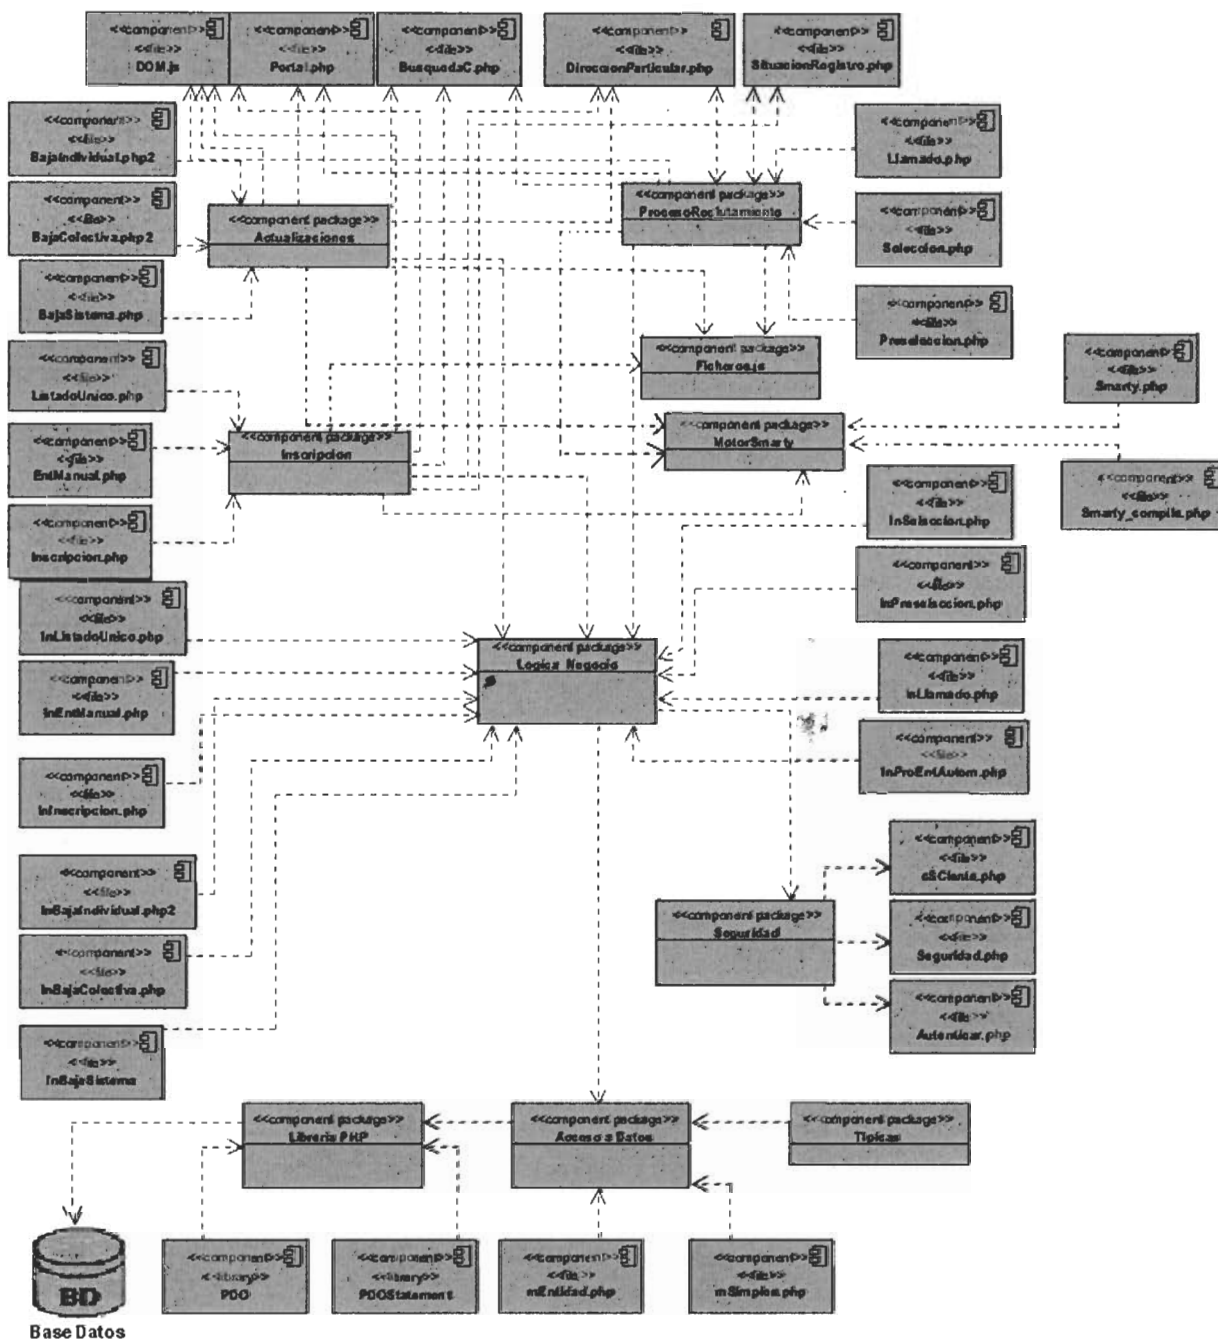 <<component>>
<<file>>
DOM.js
<<component>>
<<file>>
Portal.php
<<component>>
<<file>>
BusquedaC.php
<<component>>
<<file>>
DireccionParticular.php
<<component>>
<<file>>
SituacionRegistro.php
<<component>>
<<file>>
BajaIndividual.php2
<<component>>
<<file>>
Llamado.php
<<component>>
<<file>>
BajaColectiva.php2
<<component package>>
Actualizaciones
<<component package>>
ProcesoReclutamiento
<<component>>
<<file>>
Seleccion.php
<<component>>
<<file>>
BajaSistema.php
<<component>>
<<file>>
Preseleccion.php
<<component>>
<<file>>
ListadoUnico.php
<<component package>>
Ficheros.js
<<component>>
<<file>>
Smarty.php
<<component>>
<<file>>
EntManual.php
<<component package>>
Inscripcion
<<component package>>
MotorSmarty
<<component>>
<<file>>
Smarty_compile.php
<<component>>
<<file>>
Inscripcion.php
<<component>>
<<file>>
InSeleccion.php
<<component>>
<<file>>
InPreseleccion.php
<<component>>
<<file>>
InListadoUnico.php
<<component package>>
Logica_Negocio
<<component>>
<<file>>
InLlamado.php
<<component>>
<<file>>
InEntManual.php
<<component>>
<<file>>
InProEntAutom.php
<<component>>
<<file>>
InInscripcion.php
<<component>>
<<file>>
InBajaIndividual.php2
<<component>>
<<file>>
<<component package>>
Seguridad
<<component>>
<<file>>
Seguridad.php
<<component>>
<<file>>
InBajaColectiva.php
<<component>>
<<file>>
Autenticar.php
<<component>>
<<file>>
InBajaSistema
<<component package>>
Libreria PHP
<<component package>>
Acceso a Datos
<<component package>>
Tipicas
<<component>>
<<library>>
PDO
<<component>>
<<library>>
PDOStatement
<<component>>
<<file>>
mEntidad.php
<<component>>
<<file>>
mSimples.php
BD
Base Datos